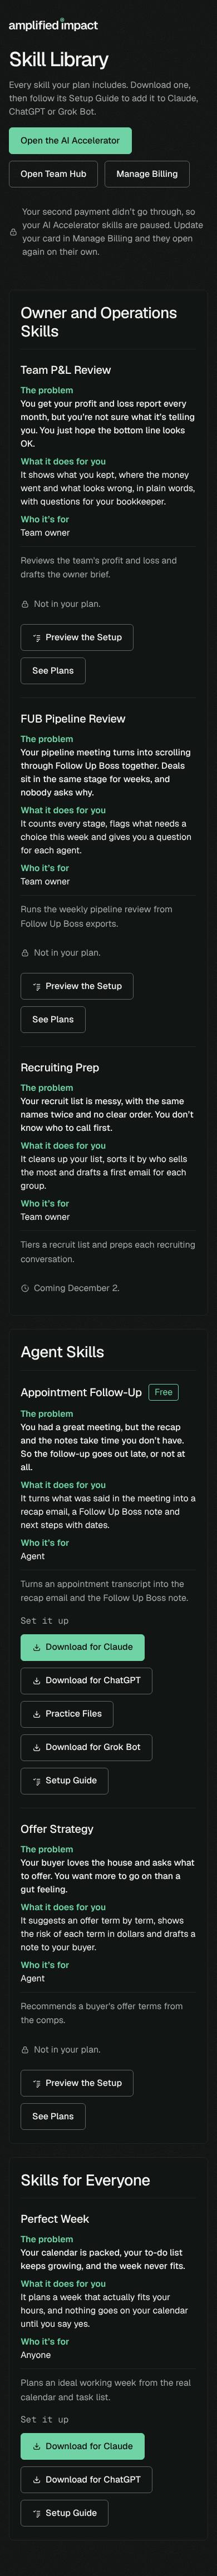 amplified impact
Skill Library
Every skill your plan includes. Download one,
then follow its Setup Guide to add it to Claude,
ChatGPT or Grok Bot.
Open the AI Accelerator
Open Team Hub
Manage Billing
Your second payment didn't go through, so
your AI Accelerator skills are paused. Update
your card in Manage Billing and they open
again on their own.
Owner and Operations
Skills
Team P&L Review
The problem
You get your profit and loss report every
month, but you're not sure what it's telling
you. You just hope the bottom line looks
OK.
What it does for you
It shows what you kept, where the money
went and what looks wrong, in plain words,
with questions for your bookkeeper.
Who it's for
Team owner
Reviews the team's profit and loss and
drafts the owner brief.
Not in your plan.
Preview the Setup
See Plans
FUB Pipeline Review
The problem
Your pipeline meeting turns into scrolling
through Follow Up Boss together. Deals
sit in the same stage for weeks, and
nobody asks why.
What it does for you
It counts every stage, flags what needs a
choice this week and gives you a question
for each agent.
Who it's for
Team owner
Runs the weekly pipeline review from
Follow Up Boss exports.
Not in your plan.
Preview the Setup
See Plans
Recruiting Prep
The problem
Your recruit list is messy, with the same
names twice and no clear order. You don't
know who to call first.
What it does for you
It cleans up your list, sorts it by who sells
the most and drafts a first email for each
group.
Who it's for
Team owner
Tiers a recruit list and preps each recruiting
conversation.
Coming December 2.
Agent Skills
Appointment Follow-Up
Free
The problem
You had a great meeting, but the recap
and the notes take time you don't have.
So the follow-up goes out late, or not at
all.
What it does for you
It turns what was said in the meeting into a
recap email, a Follow Up Boss note and
next steps with dates.
Who it's for
Agent
Turns an appointment transcript into the
recap email and the Follow Up Boss note.
Set it up
Download for Claude
Download for ChatGPT
Practice Files
Download for Grok Bot
Setup Guide
Offer Strategy
The problem
Your buyer loves the house and asks what
to offer. You want more to go on than a
gut feeling.
What it does for you
It suggests an offer term by term, shows
the risk of each term in dollars and drafts a
note to your buyer.
Who it's for
Agent
Recommends a buyer's offer terms from
the comps.
Not in your plan.
Preview the Setup
See Plans
Skills for Everyone
Perfect Week
The problem
Your calendar is packed, your to-do list
keeps growing, and the week never fits.
What it does for you
It plans a week that actually fits your
hours, and nothing goes on your calendar
until you say yes.
Who it's for
Anyone
Plans an ideal working week from the real
calendar and task list.
Set it up
Download for Claude
Download for ChatGPT
Setup Guide